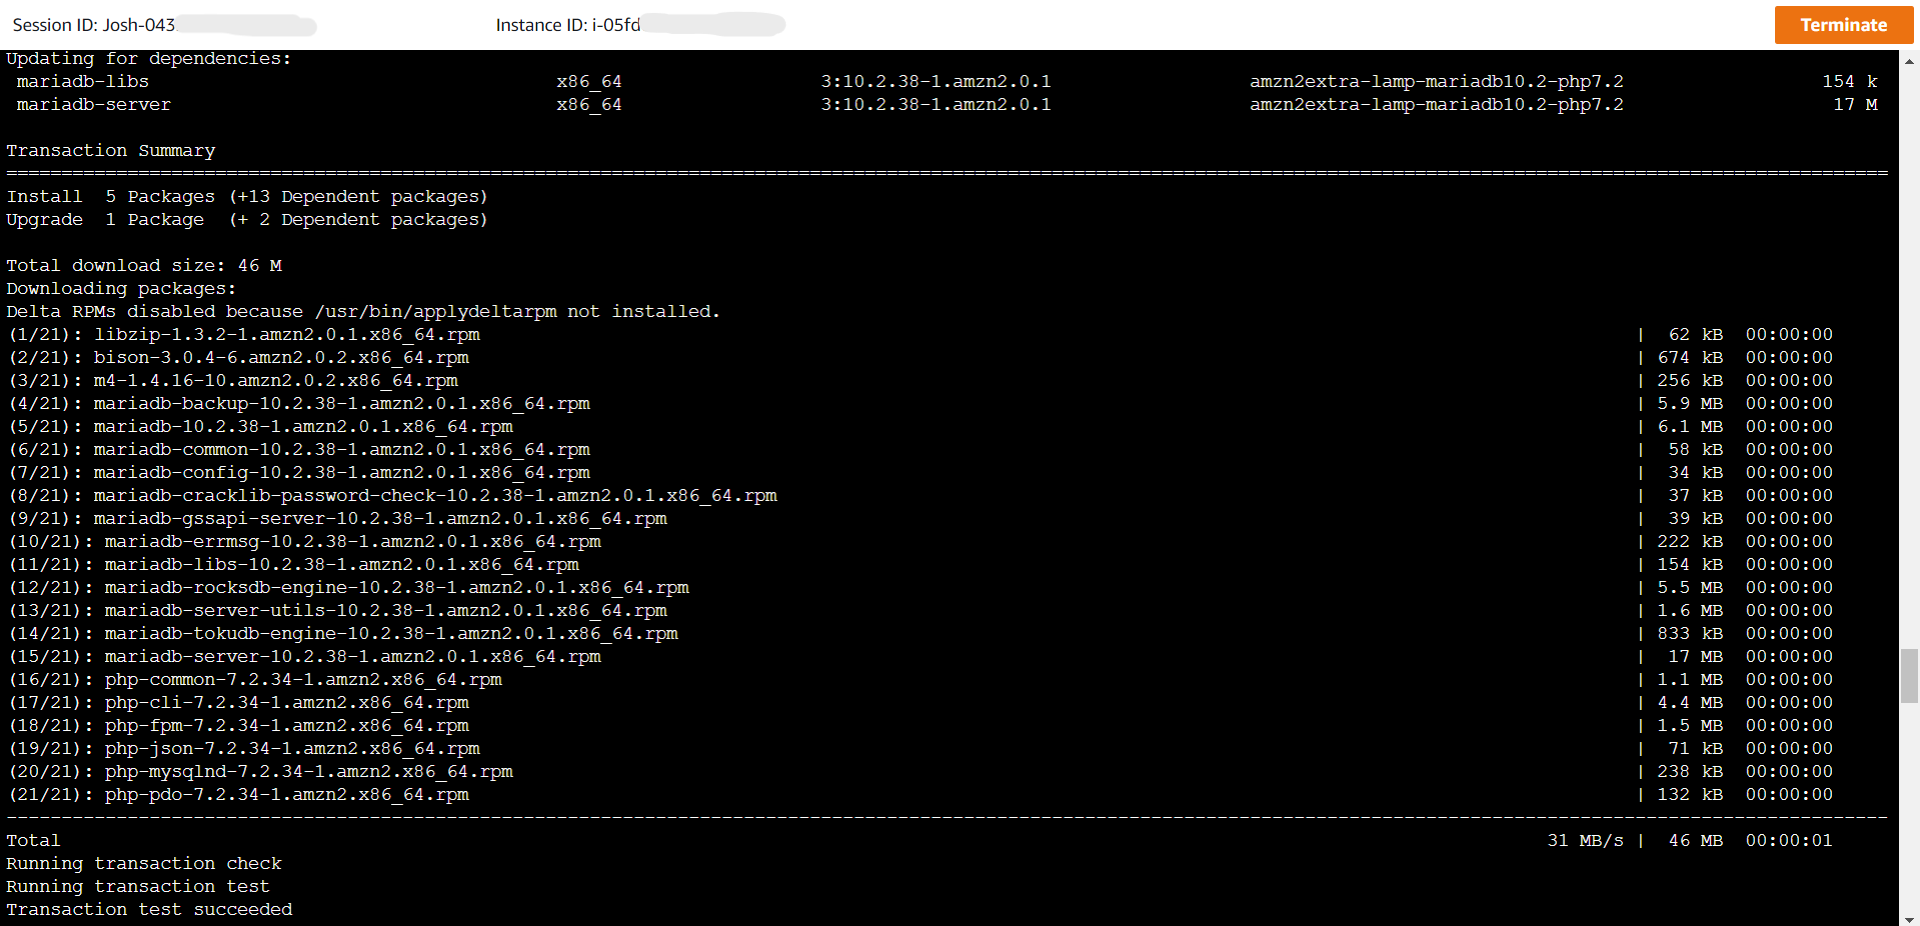 Session ID: Josh-043 Instance ID: i-05fd Terminate
Updating for dependencies:
mariadb-libs x86_64 3:10.2.38-1.amzn2.0.1 amzn2extra-lamp-mariadb10.2-php7.2 154 k
mariadb-server x86_64 3:10.2.38-1.amzn2.0.1 amzn2extra-lamp-mariadb10.2-php7.2 17 M
Transaction Summary
Install 5 Packages (+13 Dependent packages)
Upgrade 1 Package (+ 2 Dependent packages)
Total download size: 46 M
Downloading packages:
Delta RPMs disabled because /usr/bin/applydeltarpm not installed.
(1/21): libzip-1.3.2-1.amzn2.0.1.x86_64.rpm | 62 kB 00:00:00
(2/21): bison-3.0.4-6.amzn2.0.2.x86_64.rpm | 674 kB 00:00:00
(3/21): m4-1.4.16-10.amzn2.0.2.x86_64.rpm | 256 kB 00:00:00
(4/21): mariadb-backup-10.2.38-1.amzn2.0.1.x86_64.rpm | 5.9 MB 00:00:00
(5/21): mariadb-10.2.38-1.amzn2.0.1.x86_64.rpm | 6.1 MB 00:00:00
(6/21): mariadb-common-10.2.38-1.amzn2.0.1.x86_64.rpm | 58 kB 00:00:00
(7/21): mariadb-config-10.2.38-1.amzn2.0.1.x86_64.rpm | 34 kB 00:00:00
(8/21): mariadb-cracklib-password-check-10.2.38-1.amzn2.0.1.x86_64.rpm | 37 kB 00:00:00
(9/21): mariadb-gssapi-server-10.2.38-1.amzn2.0.1.x86_64.rpm | 39 kB 00:00:00
(10/21): mariadb-errmsg-10.2.38-1.amzn2.0.1.x86_64.rpm | 222 kB 00:00:00
(11/21): mariadb-libs-10.2.38-1.amzn2.0.1.x86_64.rpm | 154 kB 00:00:00
(12/21): mariadb-rocksdb-engine-10.2.38-1.amzn2.0.1.x86_64.rpm | 5.5 MB 00:00:00
(13/21): mariadb-server-utils-10.2.38-1.amzn2.0.1.x86_64.rpm | 1.6 MB 00:00:00
(14/21): mariadb-tokudb-engine-10.2.38-1.amzn2.0.1.x86_64.rpm | 833 kB 00:00:00
(15/21): mariadb-server-10.2.38-1.amzn2.0.1.x86_64.rpm | 17 MB 00:00:00
(16/21): php-common-7.2.34-1.amzn2.x86_64.rpm | 1.1 MB 00:00:00
(17/21): php-cli-7.2.34-1.amzn2.x86_64.rpm | 4.4 MB 00:00:00
(18/21): php-fpm-7.2.34-1.amzn2.x86_64.rpm | 1.5 MB 00:00:00
(19/21): php-json-7.2.34-1.amzn2.x86_64.rpm | 71 kB 00:00:00
(20/21): php-mysqlnd-7.2.34-1.amzn2.x86_64.rpm | 238 kB 00:00:00
(21/21): php-pdo-7.2.34-1.amzn2.x86_64.rpm | 132 kB 00:00:00
Total 31 MB/s | 46 MB 00:00:01
Running transaction check
Running transaction test
Transaction test succeeded